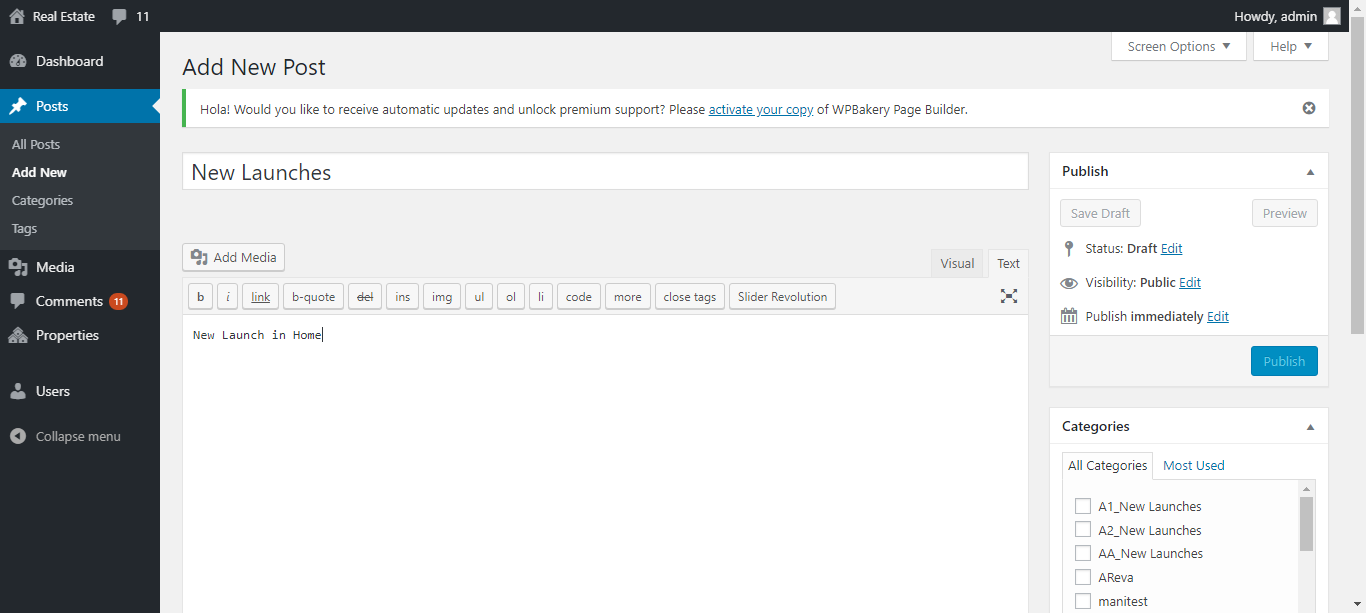 Real Estate 11 Howdy, admin
Screen Options Help
Dashboard
Posts
All Posts
Add New
Categories
Tags
Media
Comments 11
Properties
Users
Collapse menu
Add New Post
Hola! Would you like to receive automatic updates and unlock premium support? Please activate your copy of WPBakery Page Builder.
New Launches
Add Media
Visual Text
b i link b-quote del ins img ul ol li code more close tags Slider Revolution
New Launch in Home
Publish
Save Draft Preview
Status: Draft Edit
Visibility: Public Edit
Publish immediately Edit
Publish
Categories
All Categories Most Used
A1_New Launches
A2_New Launches
AA_New Launches
AReva
manitest